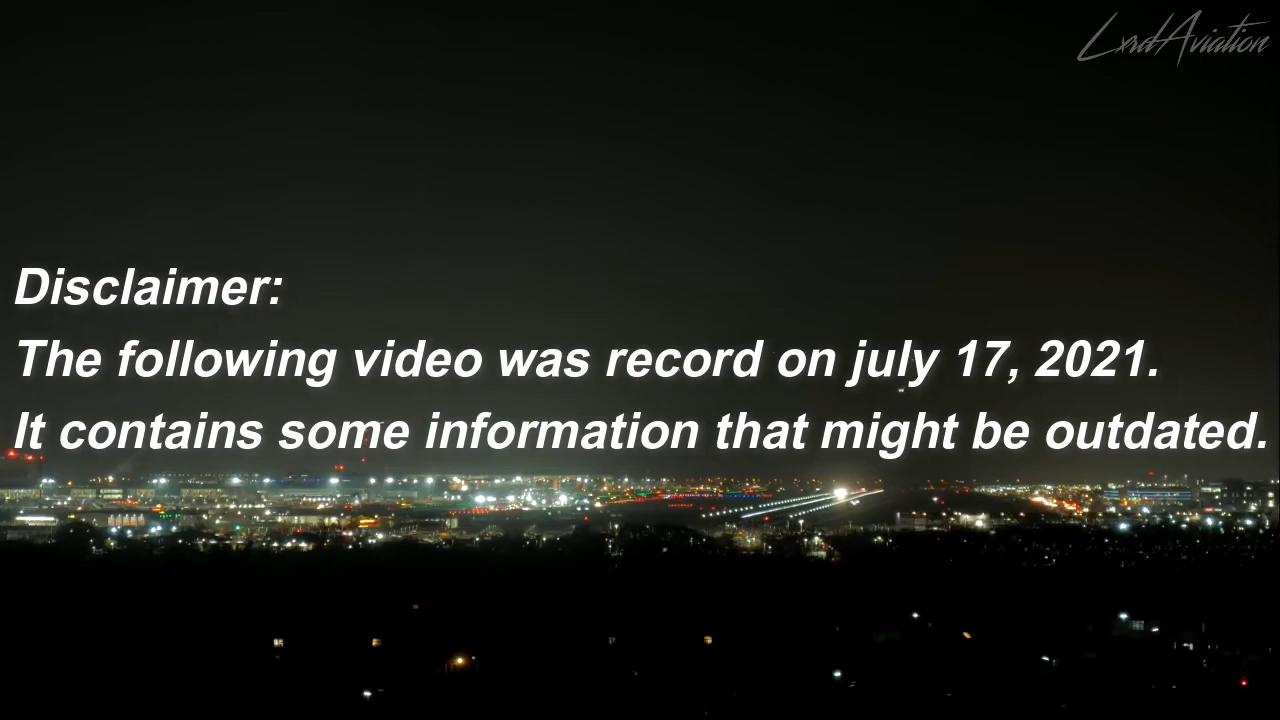 LxrdAviation
Disclaimer:
The following video was record on july 17, 2021.
It contains some information that might be outdated.